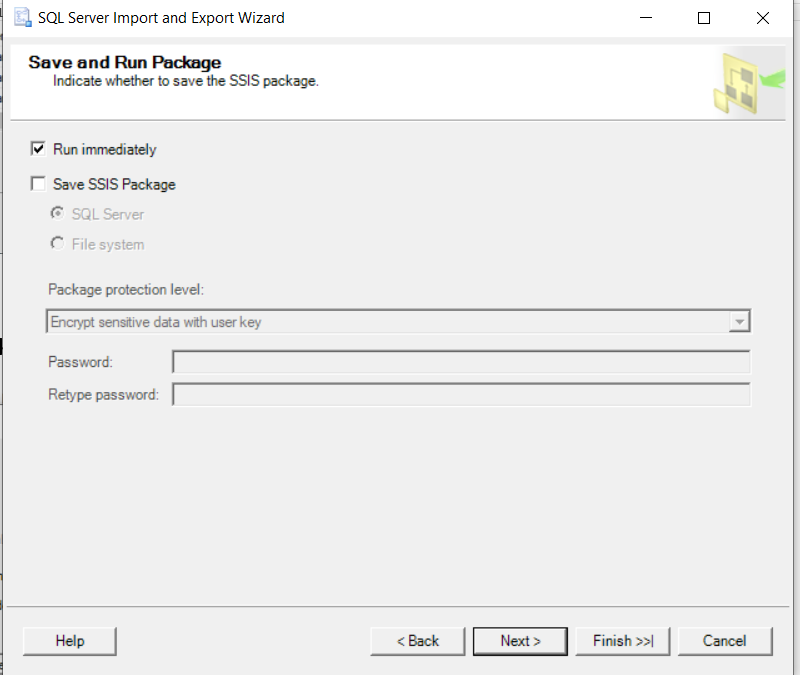 SQL Server Import and Export Wizard
Save and Run Package
Indicate whether to save the SSIS package.
Run immediately
Save SSIS Package
SQL Server
File system
Package protection level:
Encrypt sensitive data with user key
Password:
Retype password:
Help
< Back
Next >
Finish >>|
Cancel